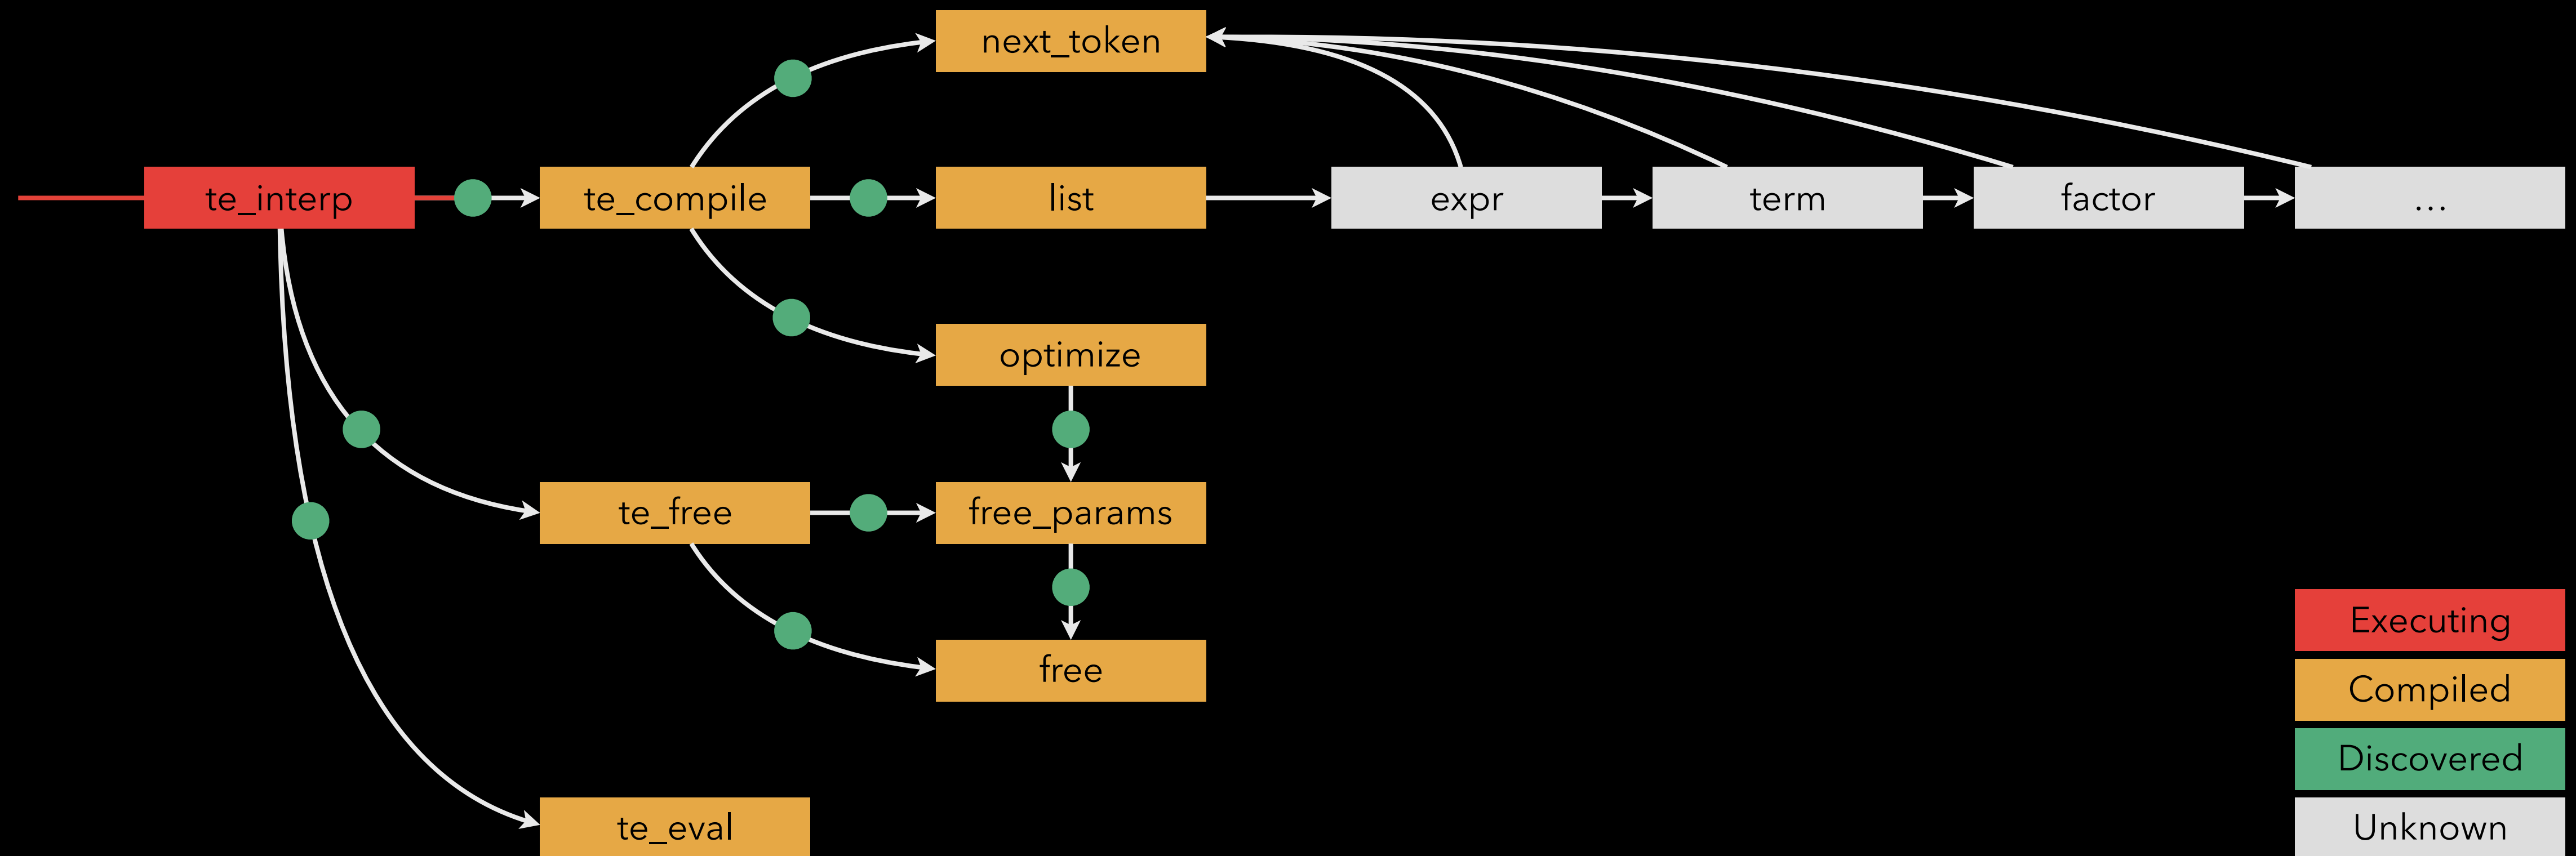 next_token
te_interp
te_compile
list
expr
term
factor
...
optimize
te_free
free_params
free
te_eval
Executing
Compiled
Discovered
Unknown